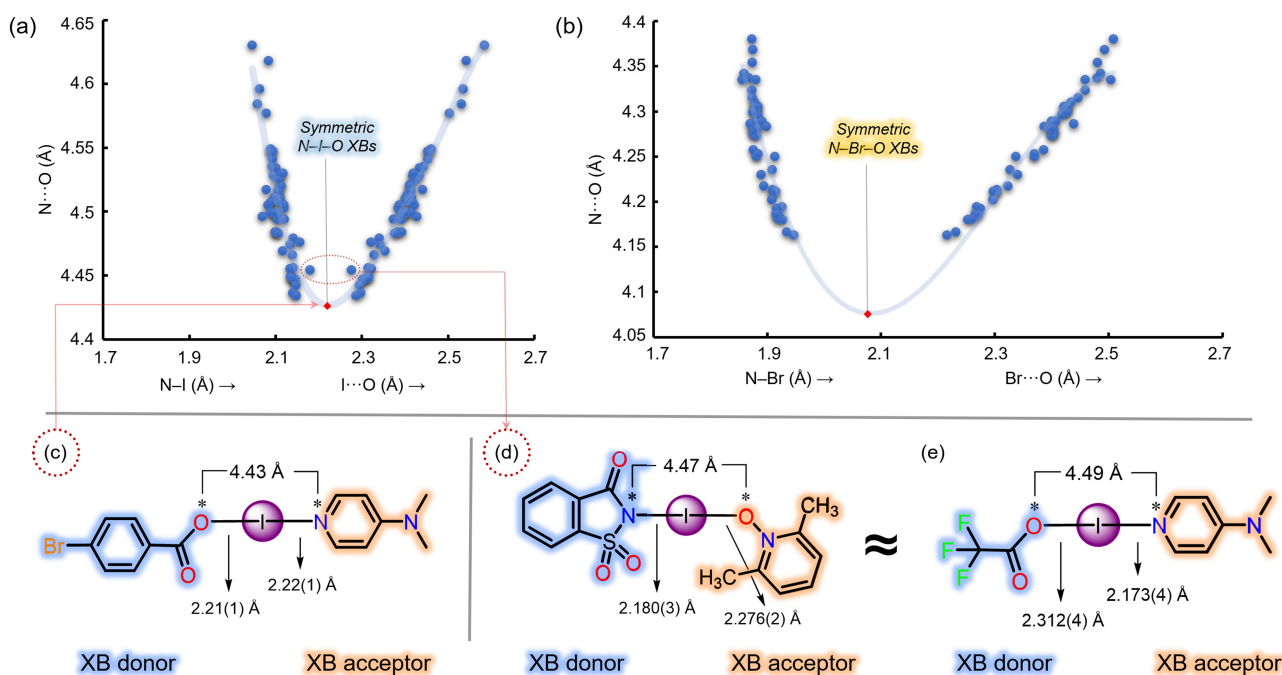 (a)
4.65
4.6
4.55
4.5
4.45
4.4
N···O (Å)
Symmetric
N–I–O XBs
1.7
1.9
2.1
2.3
2.5
2.7
N–I (Å) →
I···O (Å) →
(b)
4.4
4.35
4.3
4.25
4.2
4.15
4.1
4.05
N···O (Å)
Symmetric
N–Br–O XBs
1.7
1.9
2.1
2.3
2.5
2.7
N–Br (Å) →
Br···O (Å) →
(c)
4.43 Å
*
*
Br
O
O
I
N
N
2.21(1) Å
2.22(1) Å
XB donor
XB acceptor
(d)
4.47 Å
*
*
O
N
S
O
O
I
O
N
CH₃
H₃C
2.180(3) Å
2.276(2) Å
XB donor
XB acceptor
≈
(e)
4.49 Å
*
*
F
F
F
O
O
I
N
N
2.312(4) Å
2.173(4) Å
XB donor
XB acceptor